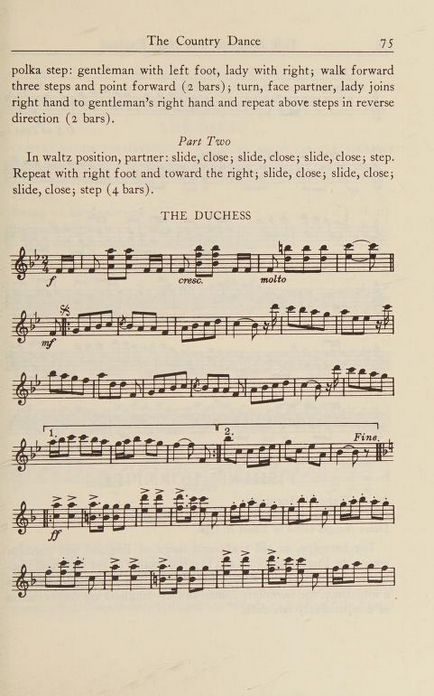 The Country Dance 75
polka step: gentleman with left foot, lady with right; walk forward
three steps and point forward (2 bars); turn, face partner, lady joins
right hand to gentleman's right hand and repeat above steps in reverse
direction (2 bars).
Part Two
In waltz position, partner: slide, close; slide, close; slide, close; step.
Repeat with right foot and toward the right; slide, close; slide, close;
slide, close; step (4 bars).
THE DUCHESS
f cresc. molto
mf
1. 2. Fine.
ff